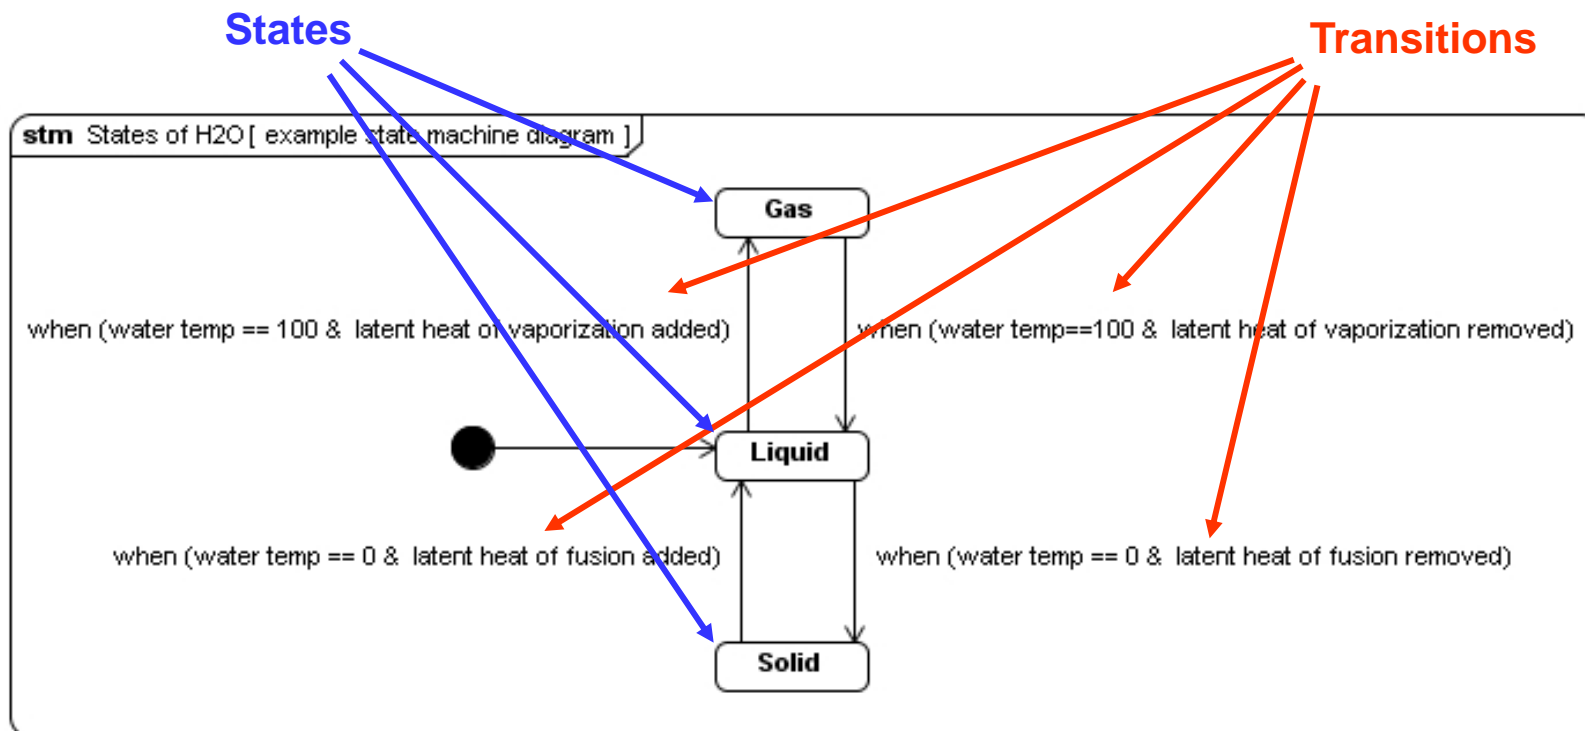 States
Transitions
stm States of H2O [ example state machine diagram ]
Gas
when (water temp == 100 & latent heat of vaporization added)
when (water temp==100 & latent heat of vaporization removed)
Liquid
when (water temp == 0 & latent heat of fusion added)
when (water temp == 0 & latent heat of fusion removed)
Solid